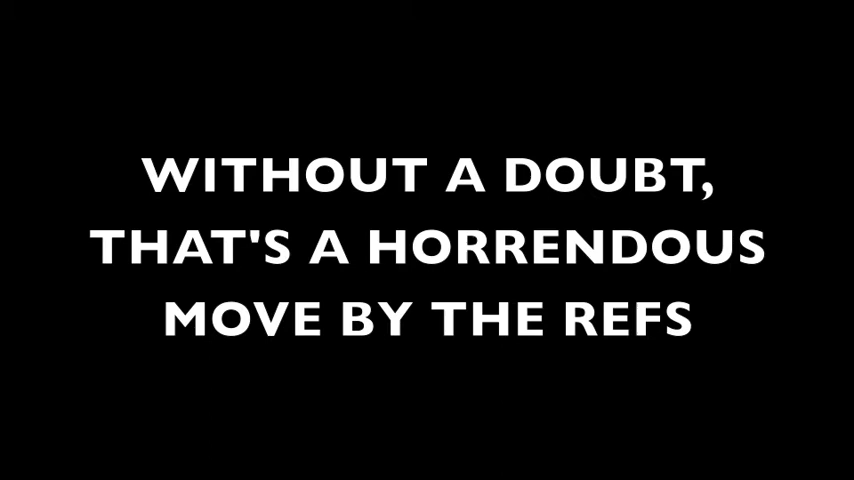 WITHOUT A DOUBT,
THAT'S A HORRENDOUS
MOVE BY THE REFS